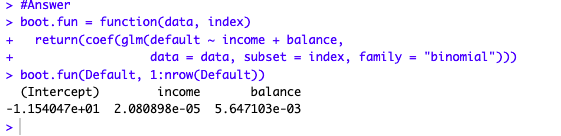 > #Answer
> boot.fun = function(data, index)
+   return(coef(glm(default ~ income + balance,
+                   data = data, subset = index, family = "binomial")))
> boot.fun(Default, 1:nrow(Default))
  (Intercept)        income       balance
-1.154047e+01  2.080898e-05  5.647103e-03
>